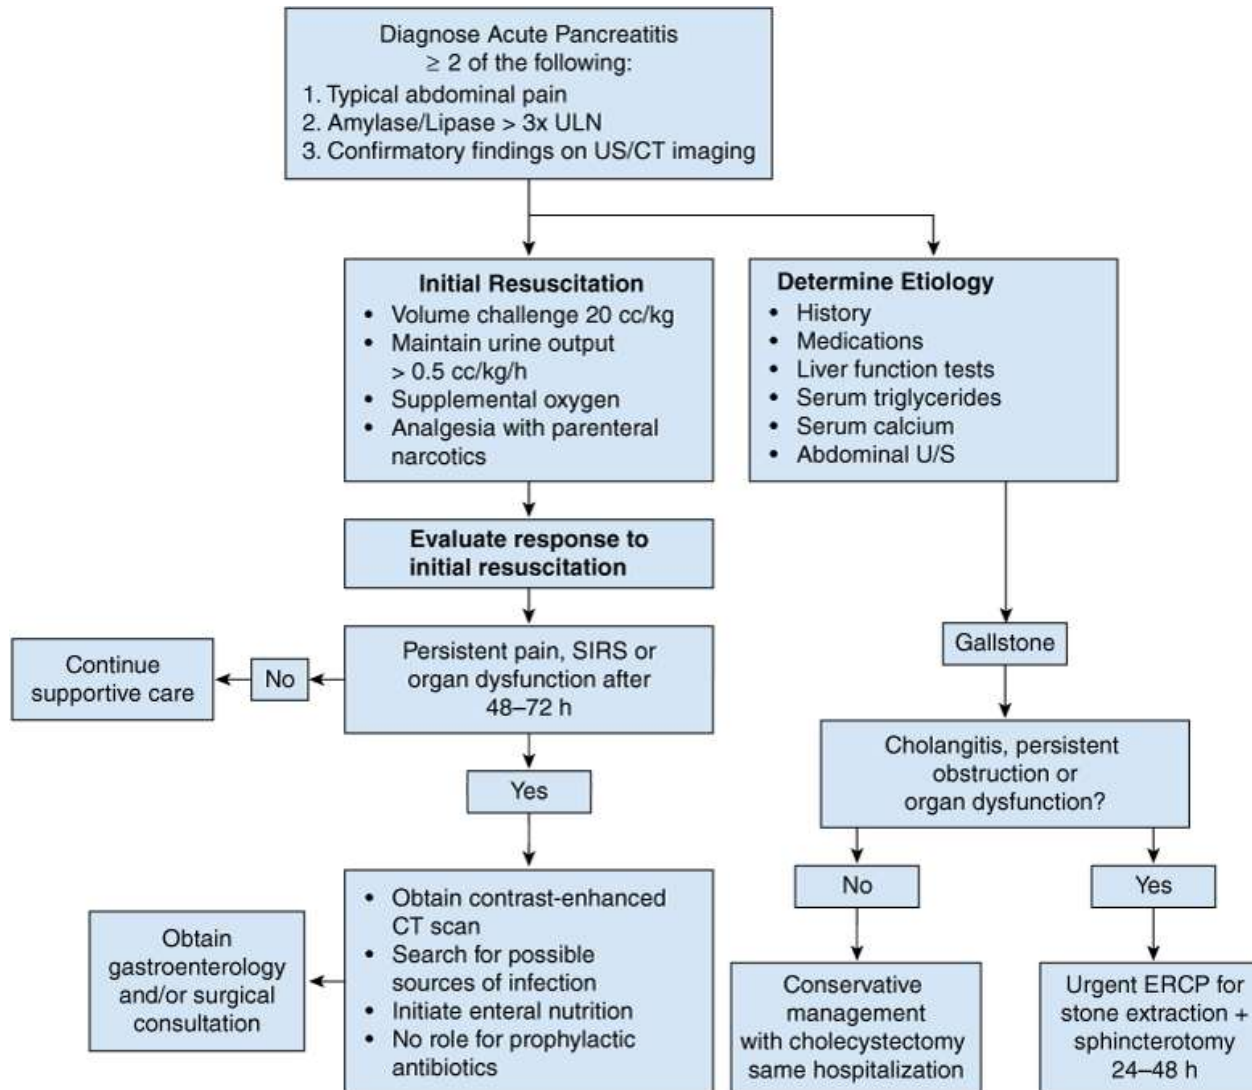 Diagnose Acute Pancreatitis
≥ 2 of the following:
1. Typical abdominal pain
2. Amylase/Lipase > 3x ULN
3. Confirmatory findings on US/CT imaging
Initial Resuscitation
• Volume challenge 20 cc/kg
• Maintain urine output
> 0.5 cc/kg/h
• Supplemental oxygen
• Analgesia with parenteral
narcotics
Determine Etiology
• History
• Medications
• Liver function tests
• Serum triglycerides
• Serum calcium
• Abdominal U/S
Evaluate response to
initial resuscitation
Persistent pain, SIRS or
organ dysfunction after
48–72 h
No
Continue
supportive care
Yes
• Obtain contrast-enhanced
CT scan
• Search for possible
sources of infection
• Initiate enteral nutrition
• No role for prophylactic
antibiotics
Obtain
gastroenterology
and/or surgical
consultation
Gallstone
Cholangitis, persistent
obstruction or
organ dysfunction?
No
Conservative
management
with cholecystectomy
same hospitalization
Yes
Urgent ERCP for
stone extraction +
sphincterotomy
24–48 h